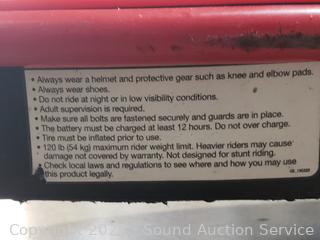 • Always wear a helmet and protective gear such as knee and elbow pads.
• Always wear shoes.
• Do not ride at night or in low visibility conditions.
• Adult supervision is required.
• Make sure all bolts are fastened securely and guards are in place.
• The battery must be charged at least 12 hours. Do not over charge.
• Tire must be inflated prior to use.
• 120 lb (54 kg) maximum rider weight limit. Heavier riders may cause
damage not covered by warranty. Not designed for stunt riding.
• Check local laws and regulations to see where and how you may use
this product legally.
Sound Auction Service